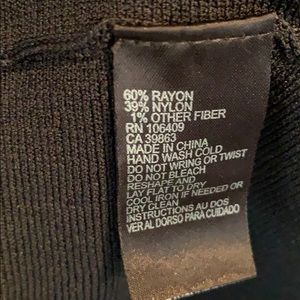 60% RAYON
39% NYLON
1% OTHER FIBER
RN 106409
CA 39863
MADE IN CHINA
HAND WASH COLD
DO NOT WRING OR TWIST
DO NOT BLEACH
RESHAPE AND
LAY FLAT TO DRY
COOL IRON IF NEEDED OR
DRY CLEAN
INSTRUCTIONS AU DOS
VER AL DORSO PARA CUIDADO